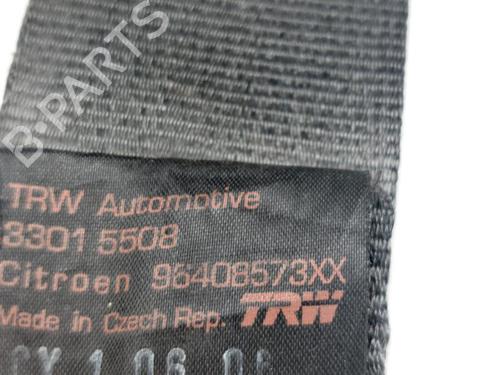 B-PARTS
TRW Automotive
3301 5508
Citroen 96408573XX
Made in Czech Rep. TRW